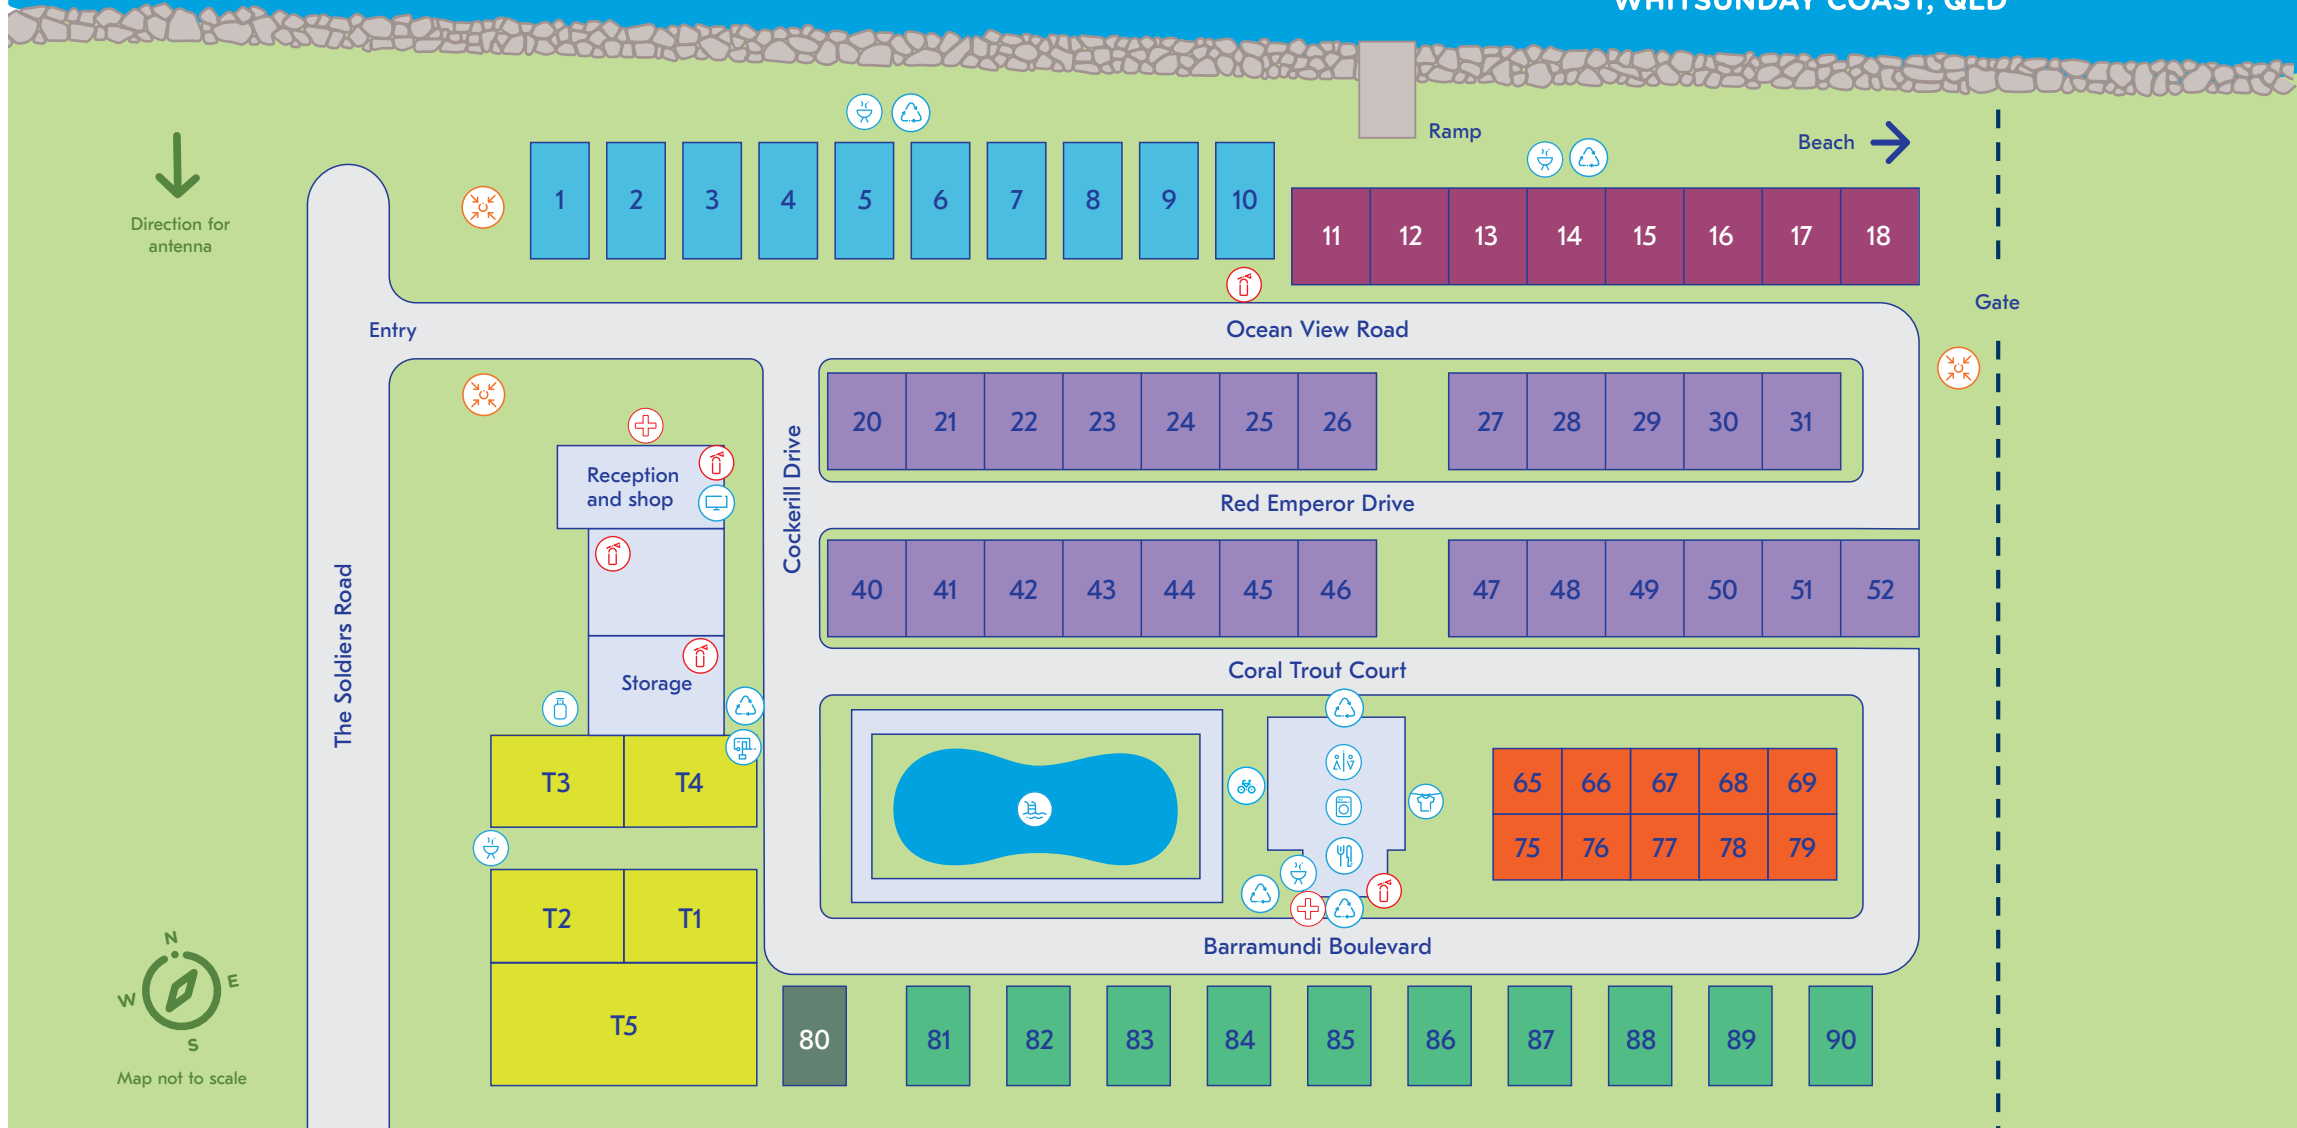 WHITSUNDAY COAST, QLD
Ramp
Beach
Direction for
antenna
1 2 3 4 5 6 7 8 9 10
11 12 13 14 15 16 17 18
Gate
Entry
Ocean View Road
20 21 22 23 24 25 26 27 28 29 30 31
Reception
and shop
Cockerill Drive
Red Emperor Drive
The Soldiers Road
40 41 42 43 44 45 46 47 48 49 50 51 52
Storage
Coral Trout Court
T3 T4
65 66 67 68 69
75 76 77 78 79
T2 T1
Barramundi Boulevard
T5
80 81 82 83 84 85 86 87 88 89 90
N
E
W
S
Map not to scale